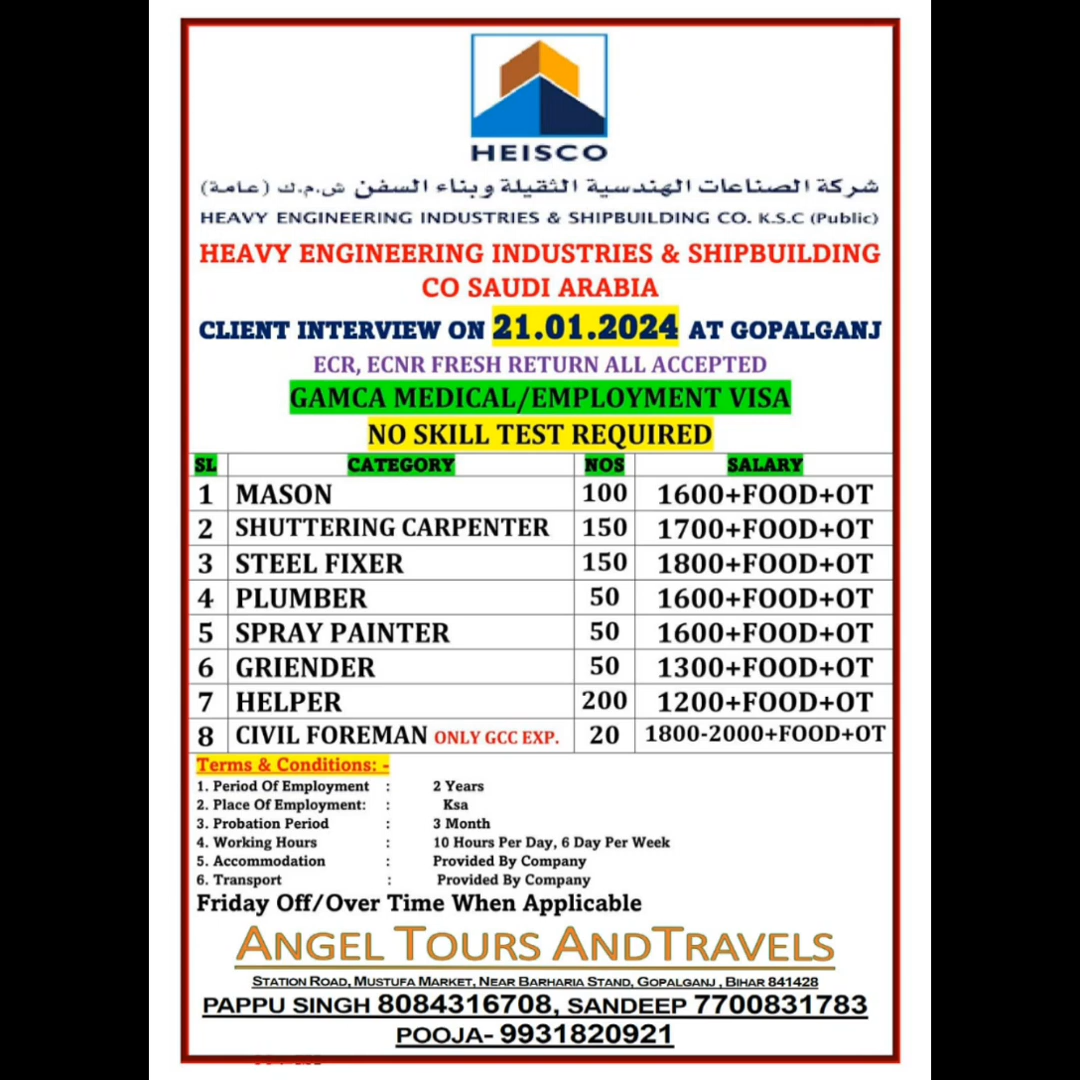 HEISCO
شركة الصناعات الهندسية الثقيلة وبناء السفن ش.م.ك (عامة)
HEAVY ENGINEERING INDUSTRIES & SHIPBUILDING CO. K.S.C (Public)
HEAVY ENGINEERING INDUSTRIES & SHIPBUILDING
CO SAUDI ARABIA
CLIENT INTERVIEW ON 21.01.2024 AT GOPALGANJ
ECR, ECNR FRESH RETURN ALL ACCEPTED
GAMCA MEDICAL/EMPLOYMENT VISA
NO SKILL TEST REQUIRED
SL CATEGORY NOS SALARY
1 MASON 100 1600+FOOD+OT
2 SHUTTERING CARPENTER 150 1700+FOOD+OT
3 STEEL FIXER 150 1800+FOOD+OT
4 PLUMBER 50 1600+FOOD+OT
5 SPRAY PAINTER 50 1600+FOOD+OT
6 GRIENDER 50 1300+FOOD+OT
7 HELPER 200 1200+FOOD+OT
8 CIVIL FOREMAN ONLY GCC EXP. 20 1800-2000+FOOD+OT
Terms & Conditions: -
1. Period Of Employment : 2 Years
2. Place Of Employment: : Ksa
3. Probation Period : 3 Month
4. Working Hours : 10 Hours Per Day, 6 Day Per Week
5. Accommodation : Provided By Company
6. Transport : Provided By Company
Friday Off/Over Time When Applicable
ANGEL TOURS ANDTRAVELS
STATION ROAD, MUSTUFA MARKET, NEAR BARHARIA STAND, GOPALGANJ , BIHAR 841428
PAPPU SINGH 8084316708, SANDEEP 7700831783
POOJA- 9931820921